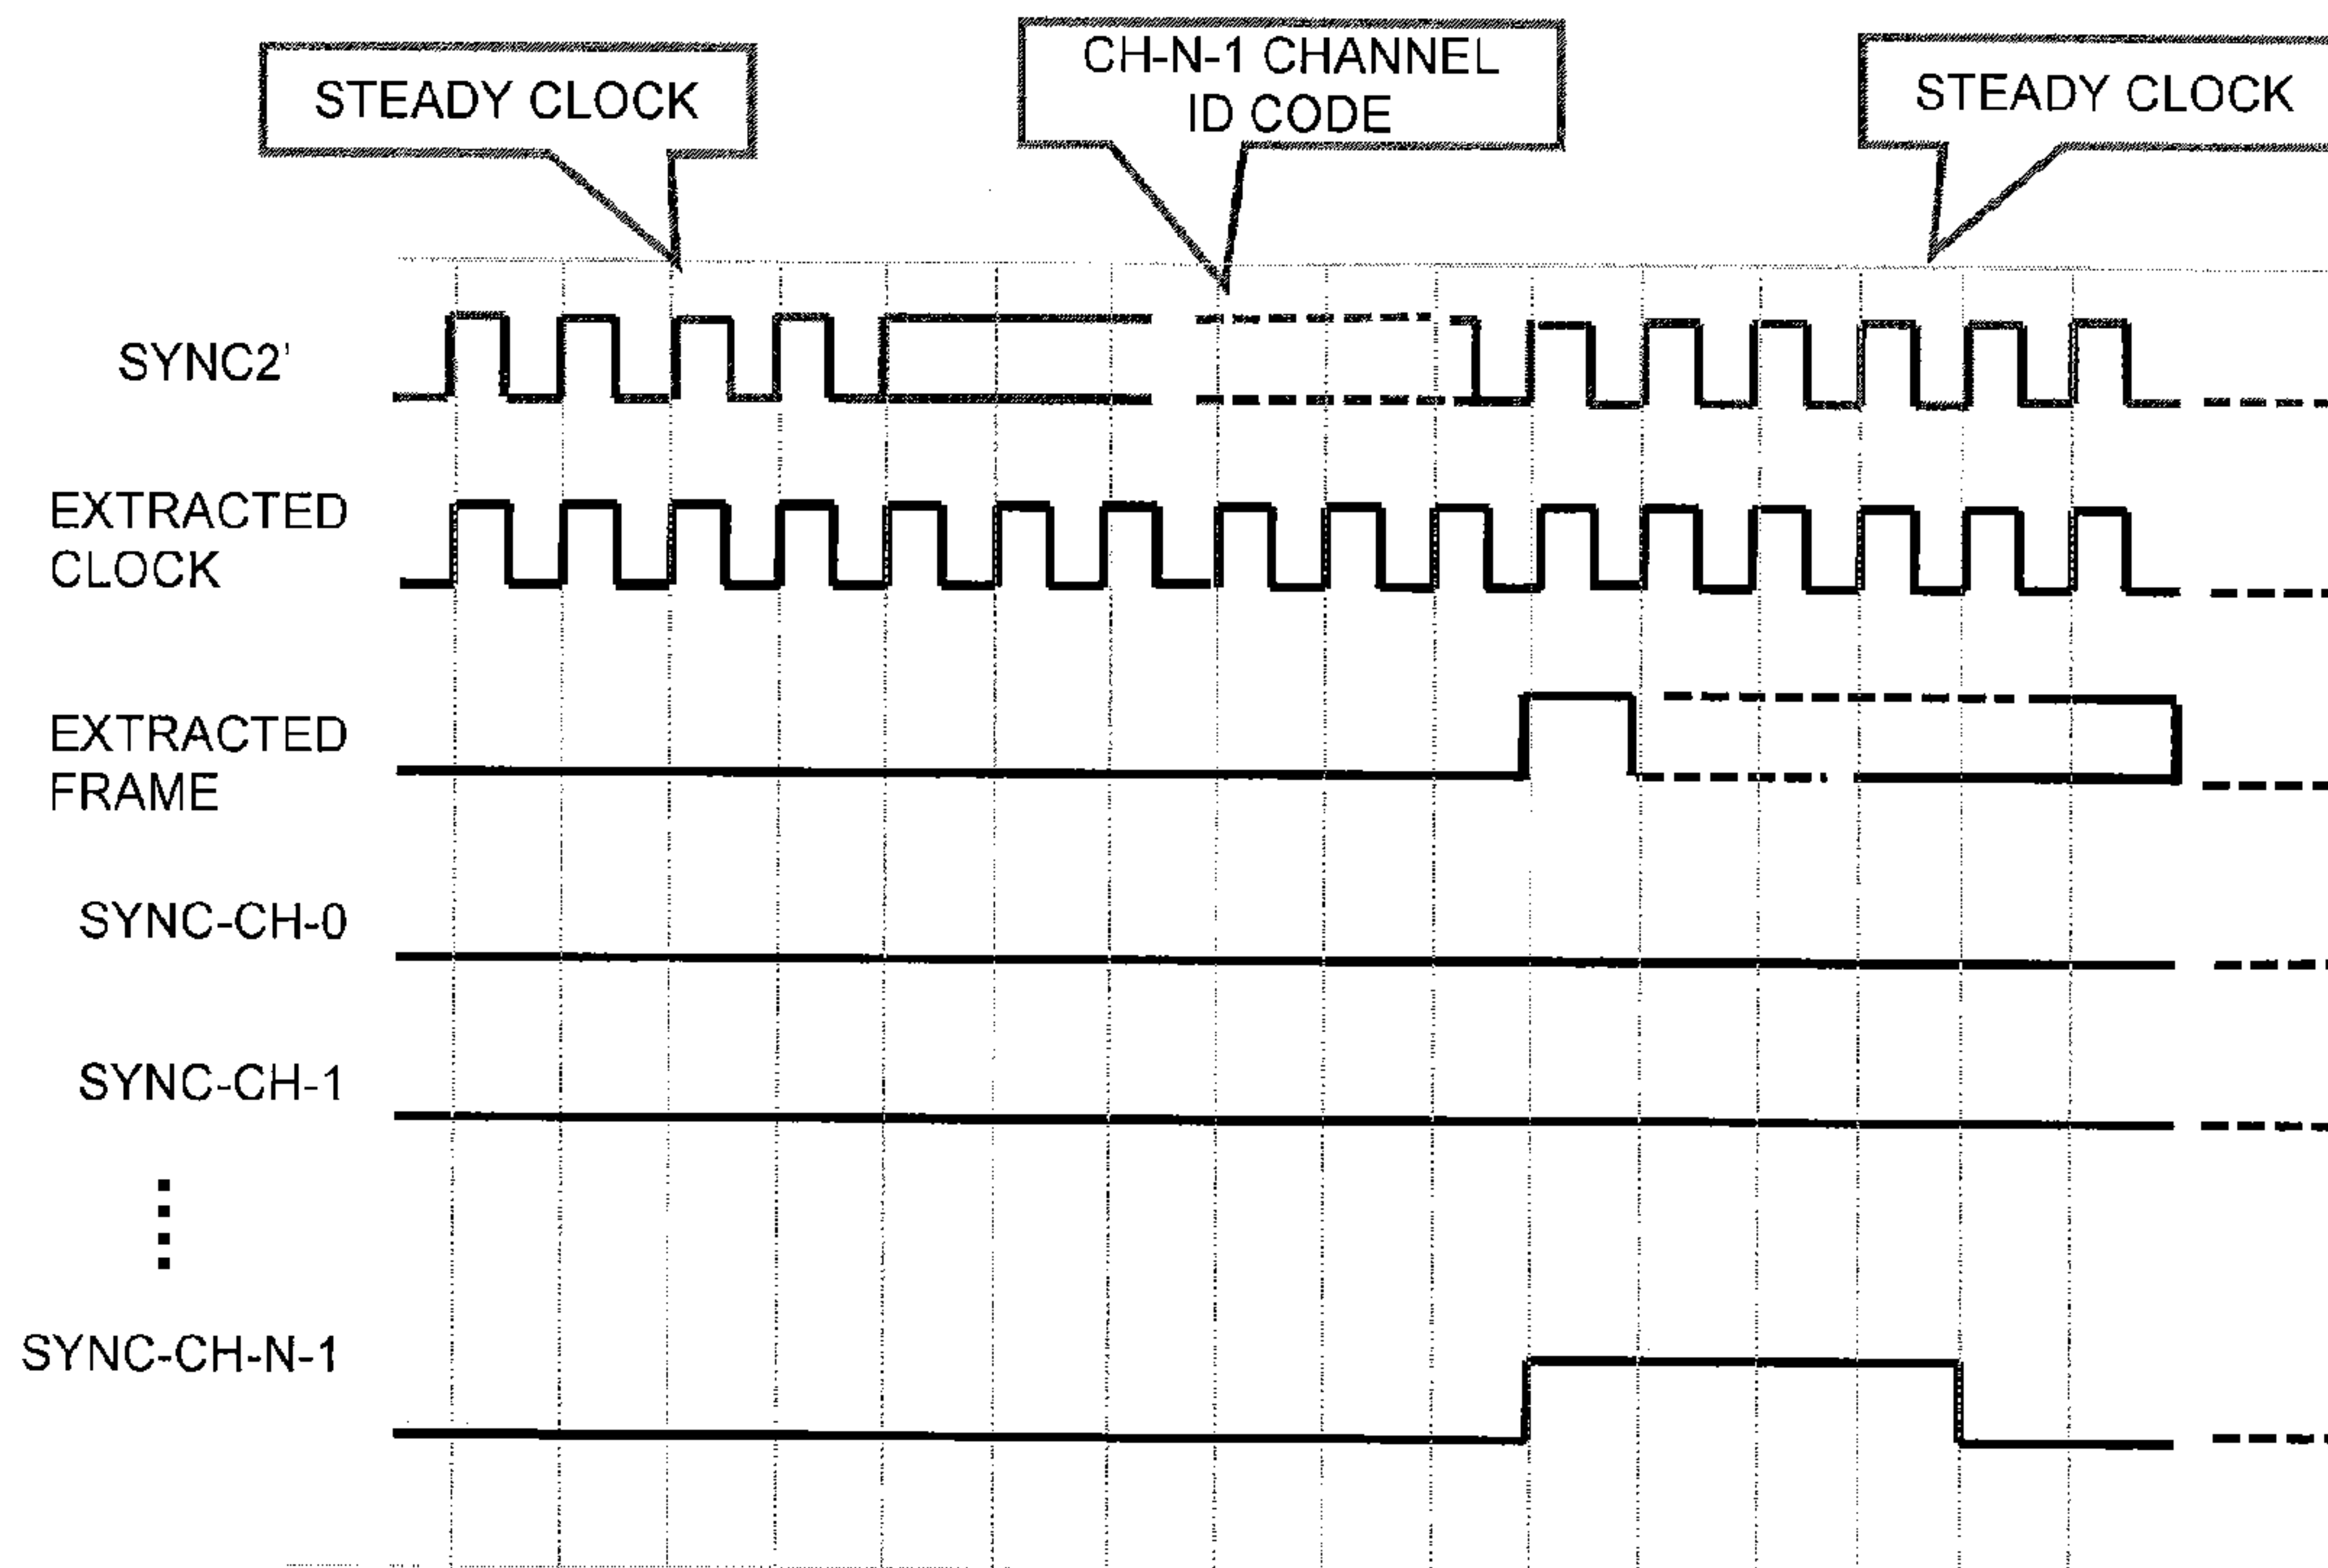 STEADY CLOCK
CH-N-1 CHANNEL
ID CODE
STEADY CLOCK
SYNC2'
EXTRACTED
CLOCK
EXTRACTED
FRAME
SYNC-CH-0
SYNC-CH-1
SYNC-CH-N-1